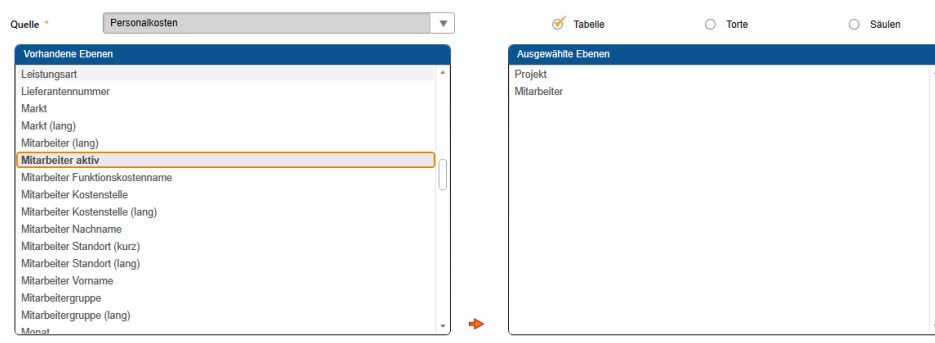 Quelle * Personalkosten Tabelle Torte Säulen
Vorhandene Ebenen
Leistungsart
Lieferantennummer
Markt
Markt (lang)
Mitarbeiter (lang)
Mitarbeiter aktiv
Mitarbeiter Funktionskostenname
Mitarbeiter Kostenstelle
Mitarbeiter Kostenstelle (lang)
Mitarbeiter Nachname
Mitarbeiter Standort (kurz)
Mitarbeiter Standort (lang)
Mitarbeiter Vorname
Mitarbeitergruppe
Mitarbeitergruppe (lang)
Monat
Ausgewählte Ebenen
Projekt
Mitarbeiter